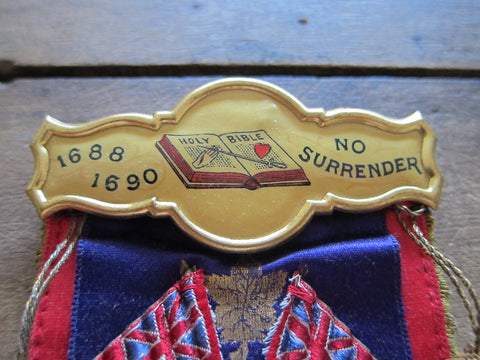 1688
1690
HOLY BIBLE
NO
SURRENDER